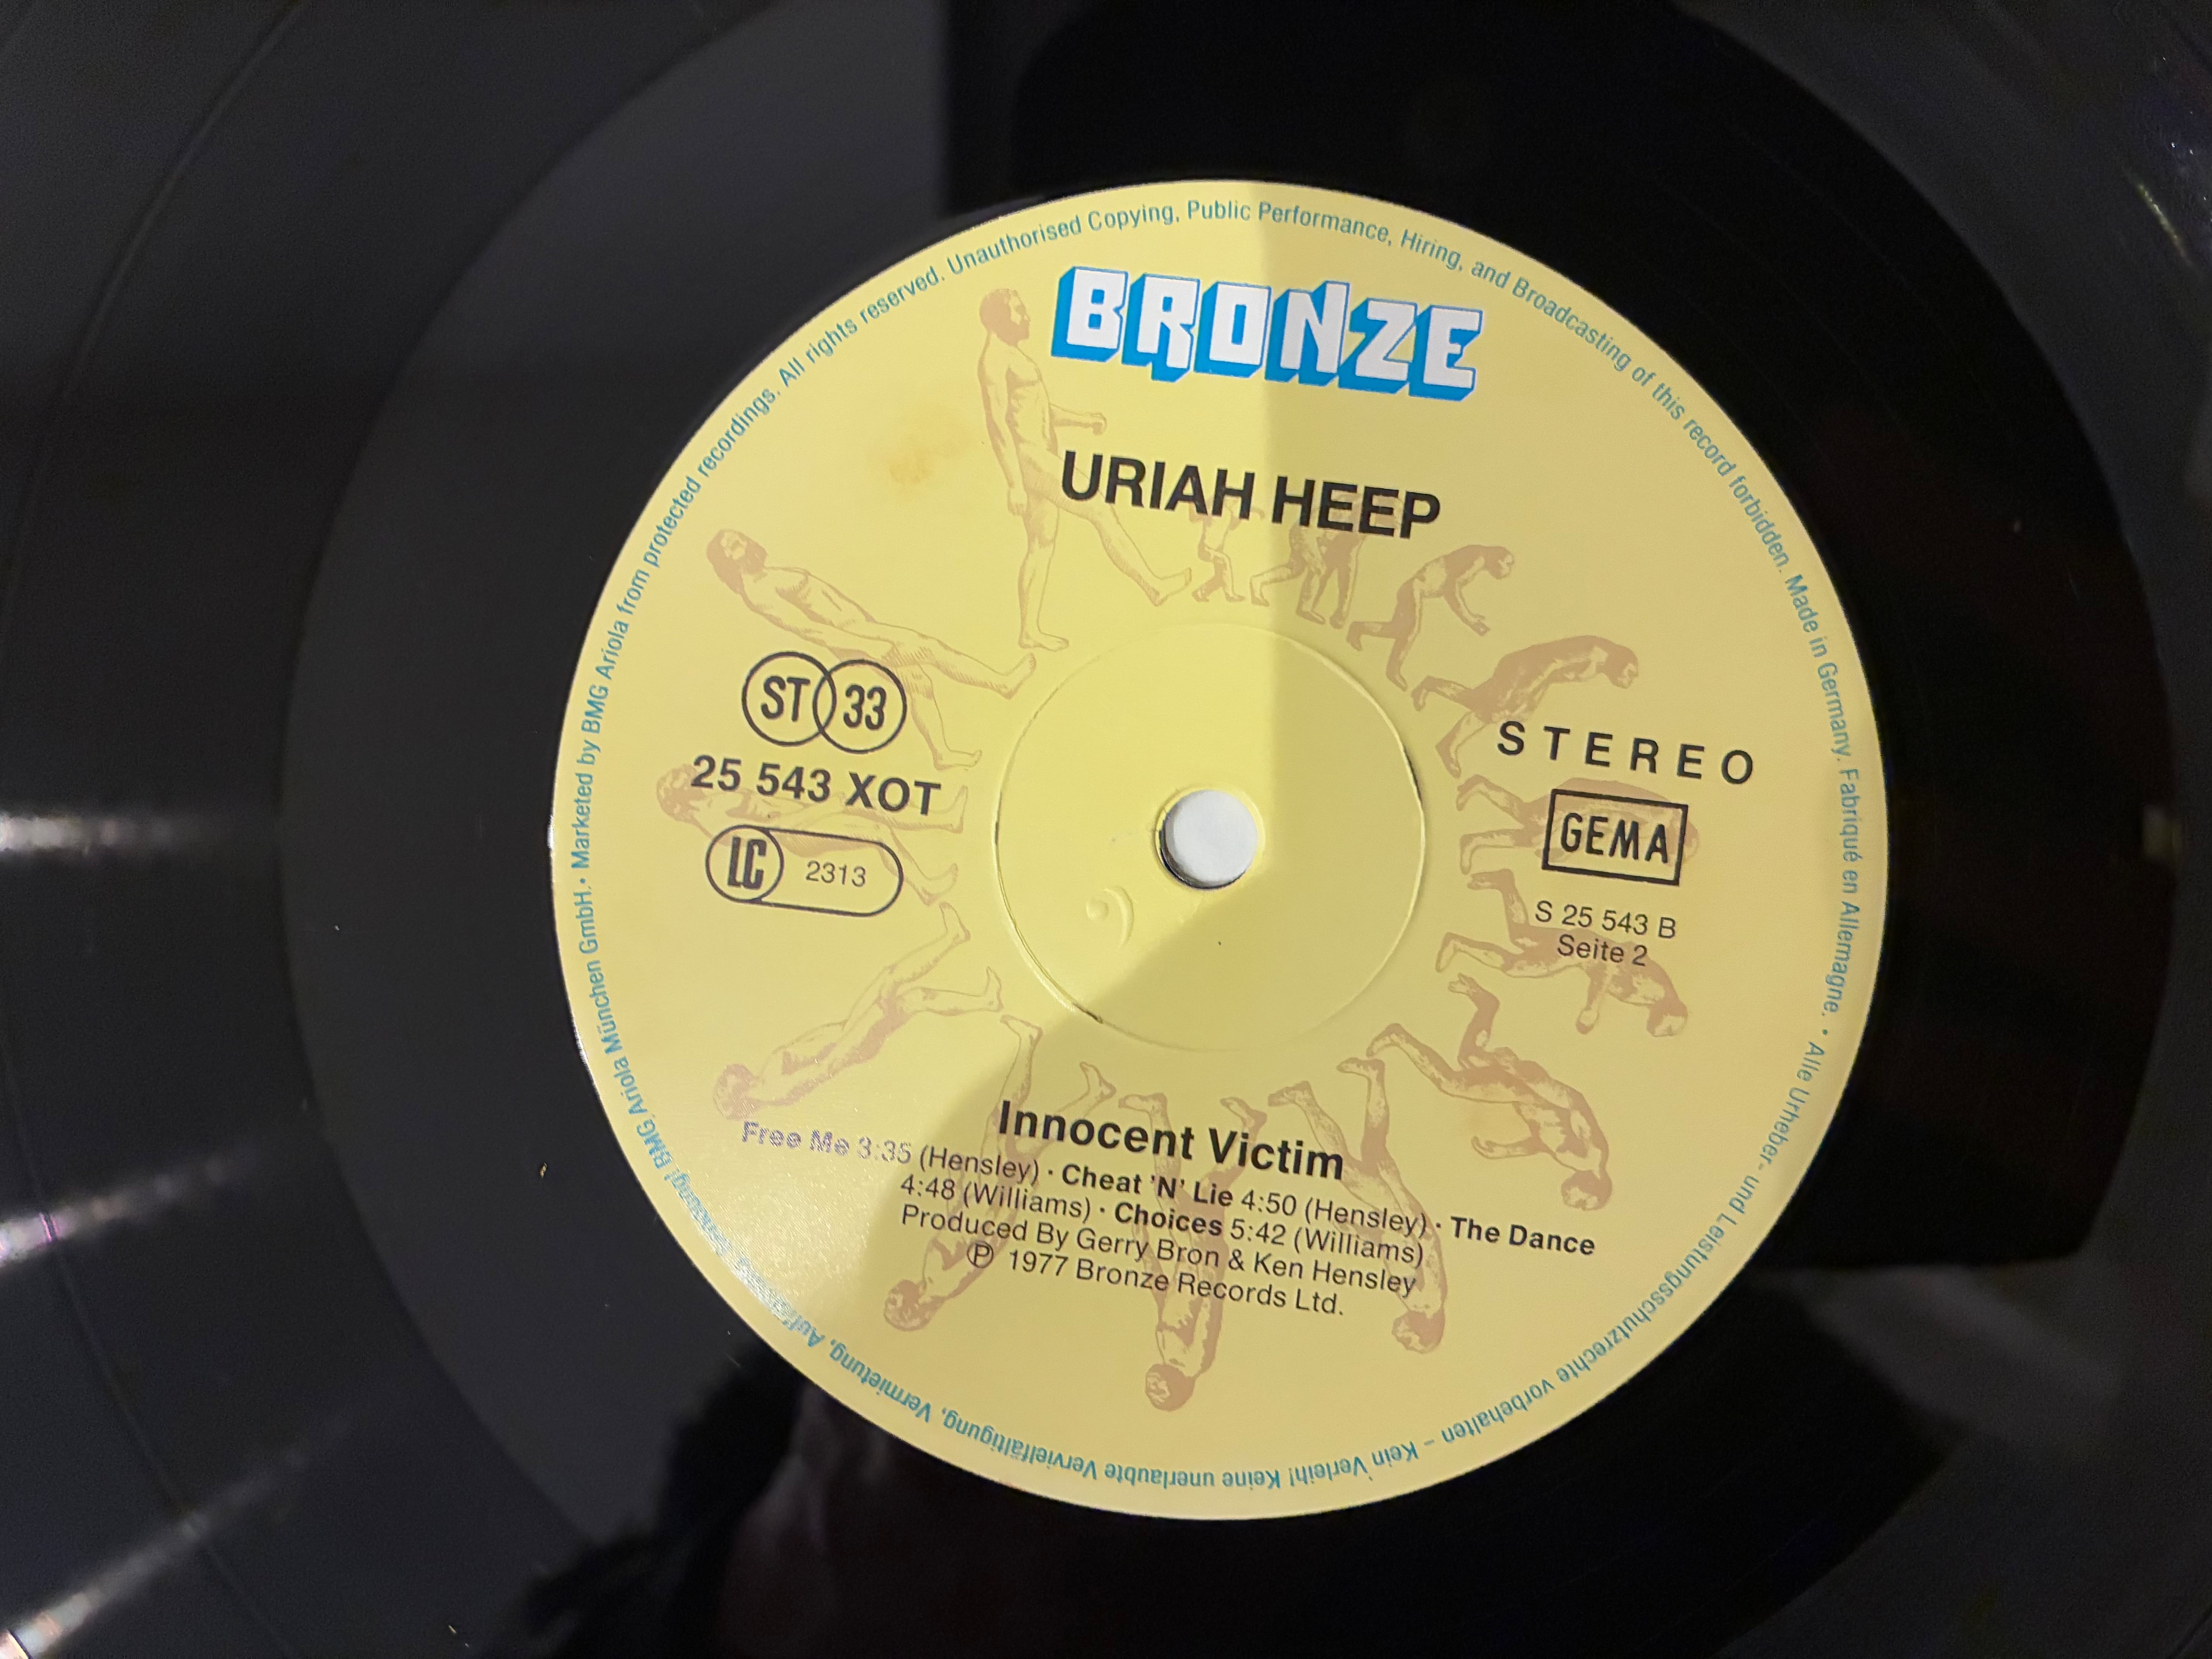 BRONZE
URIAH HEEP
ST 33
25 543 XOT
LC 2313
STEREO
GEMA
S 25 543 B
Seite 2
Innocent Victim
Free Me 3:35 (Hensley) · Cheat 'N' Lie 4:50 (Hensley) · The Dance
4:48 (Williams) · Choices 5:42 (Williams)
Produced By Gerry Bron & Ken Hensley
℗ 1977 Bronze Records Ltd.
Marketed by BMG Ariola from protected recordings. All rights reserved. Unauthorised Copying, Public Performance, Hiring, and Broadcasting of this record forbidden. Made in Germany. Fabriqué en Allemagne. • Alle Urheber- und Leistungsschutzrechte vorbehalten – Kein Verleih! Keine unerlaubte Vervielfältigung, Vermietung, BMG Ariola München GmbH. •